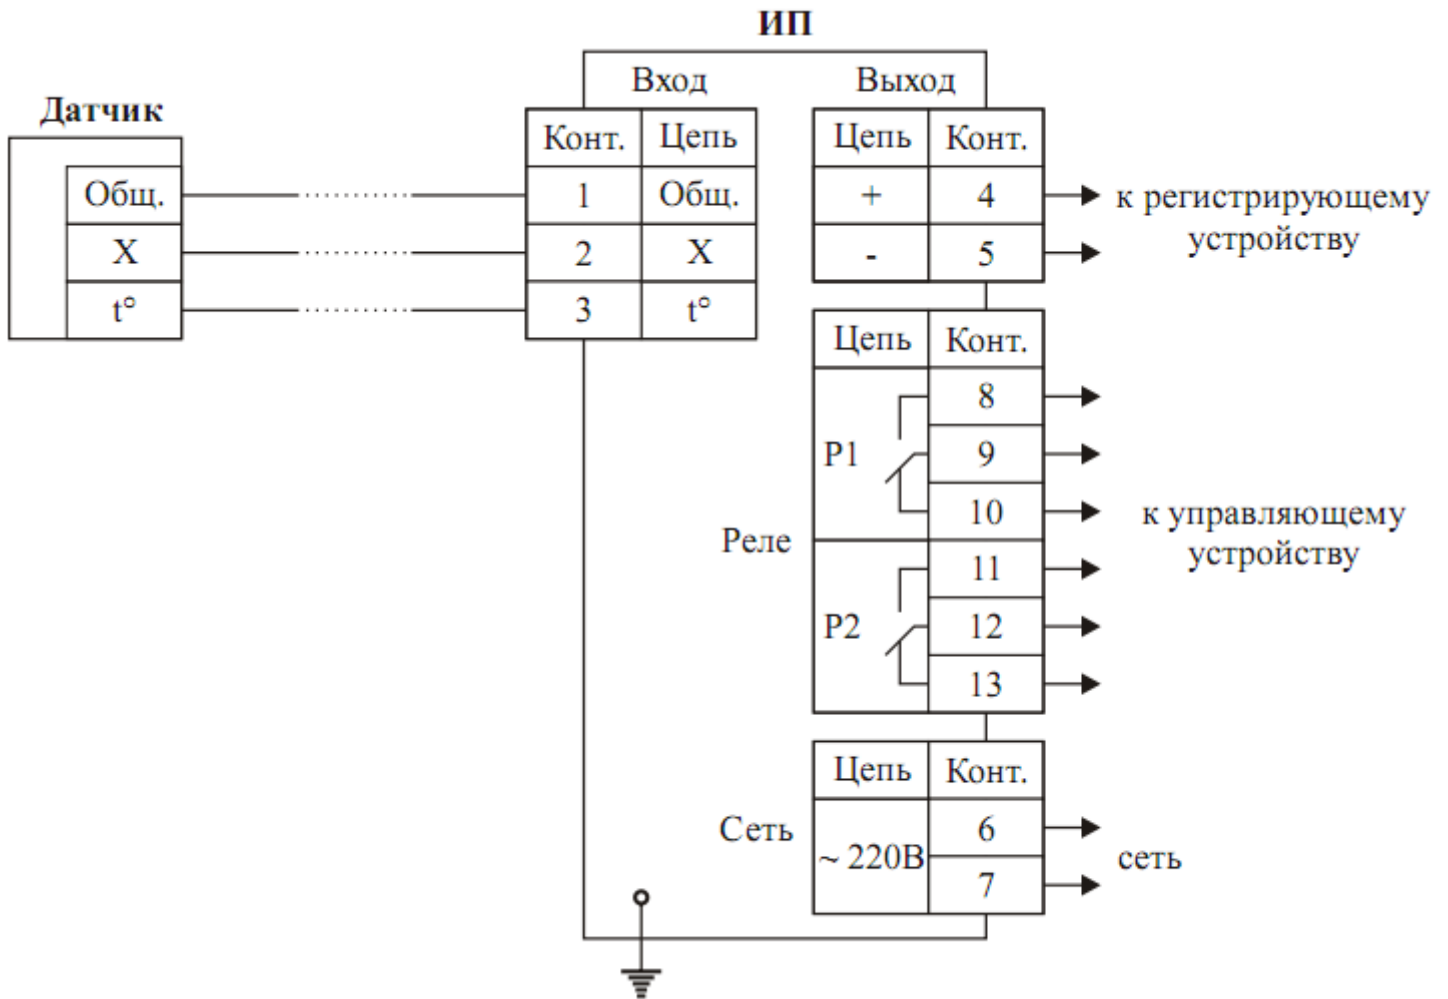 ИП
Вход
Выход
Датчик
Общ.
X
t°
Конт. Цепь
1 Общ.
2 X
3 t°
Цепь Конт.
+ 4
- 5
к регистрирующему
устройству
Цепь Конт.
8
P1 9
10
Реле
11
P2 12
13
к управляющему
устройству
Цепь Конт.
Сеть
~ 220В
6
7
сеть